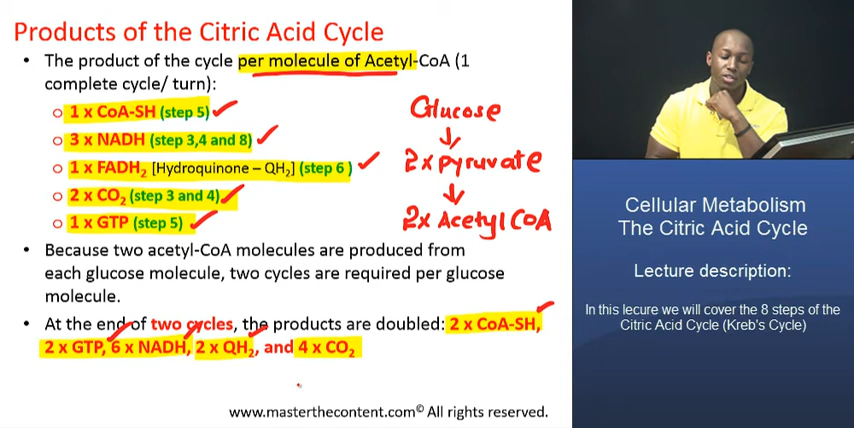 Products of the Citric Acid Cycle
• The product of the cycle per molecule of Acetyl-CoA (1
complete cycle/ turn):
o 1 x CoA-SH (step 5)
o 3 x NADH (step 3,4 and 8)
o 1 x FADH₂ [Hydroquinone – QH₂] (step 6 )
o 2 x CO₂ (step 3 and 4)
o 1 x GTP (step 5)
Glucose
2x pyruvate
2x Acetyl CoA
• Because two acetyl-CoA molecules are produced from
each glucose molecule, two cycles are required per glucose
molecule.
• At the end of two cycles, the products are doubled: 2 x CoA-SH,
2 x GTP, 6 x NADH, 2 x QH₂, and 4 x CO₂
www.masterthecontent.com© All rights reserved.
Cellular Metabolism
The Citric Acid Cycle
Lecture description:
In this lecure we will cover the 8 steps of the
Citric Acid Cycle (Kreb's Cycle)